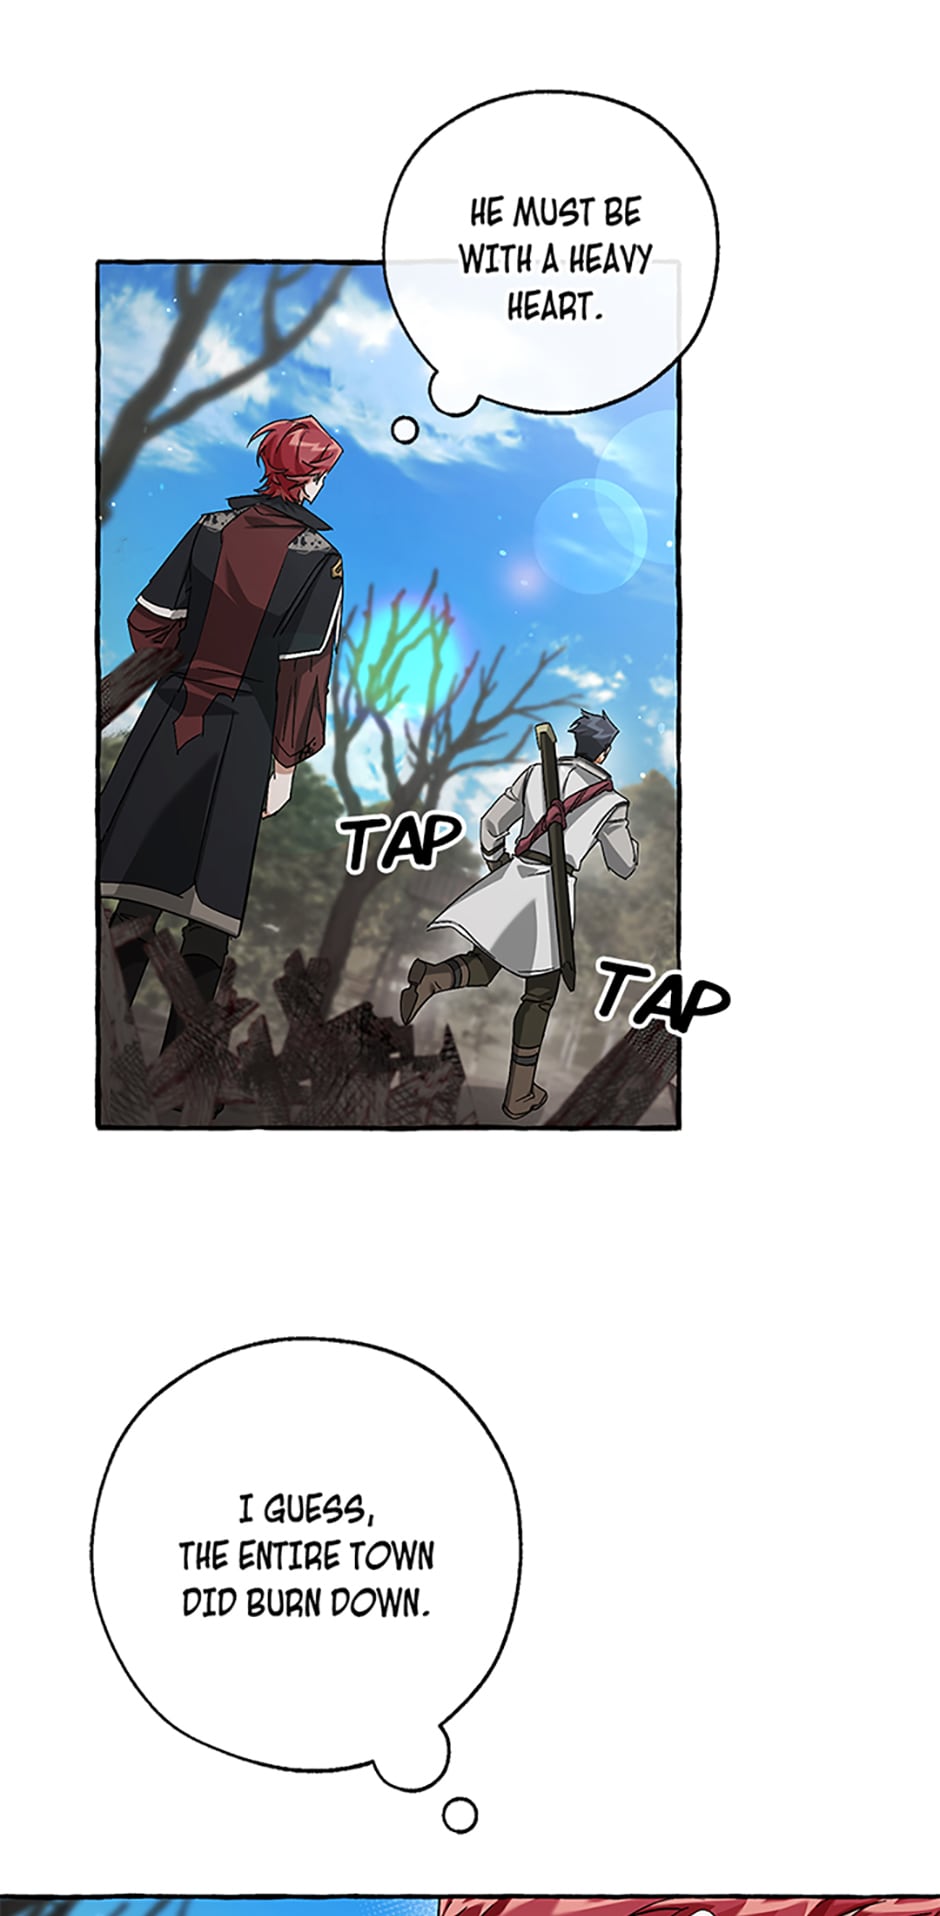 HE MUST BE
WITH A HEAVY
HEART.
TAP
TAP
I GUESS,
THE ENTIRE TOWN
DID BURN DOWN.